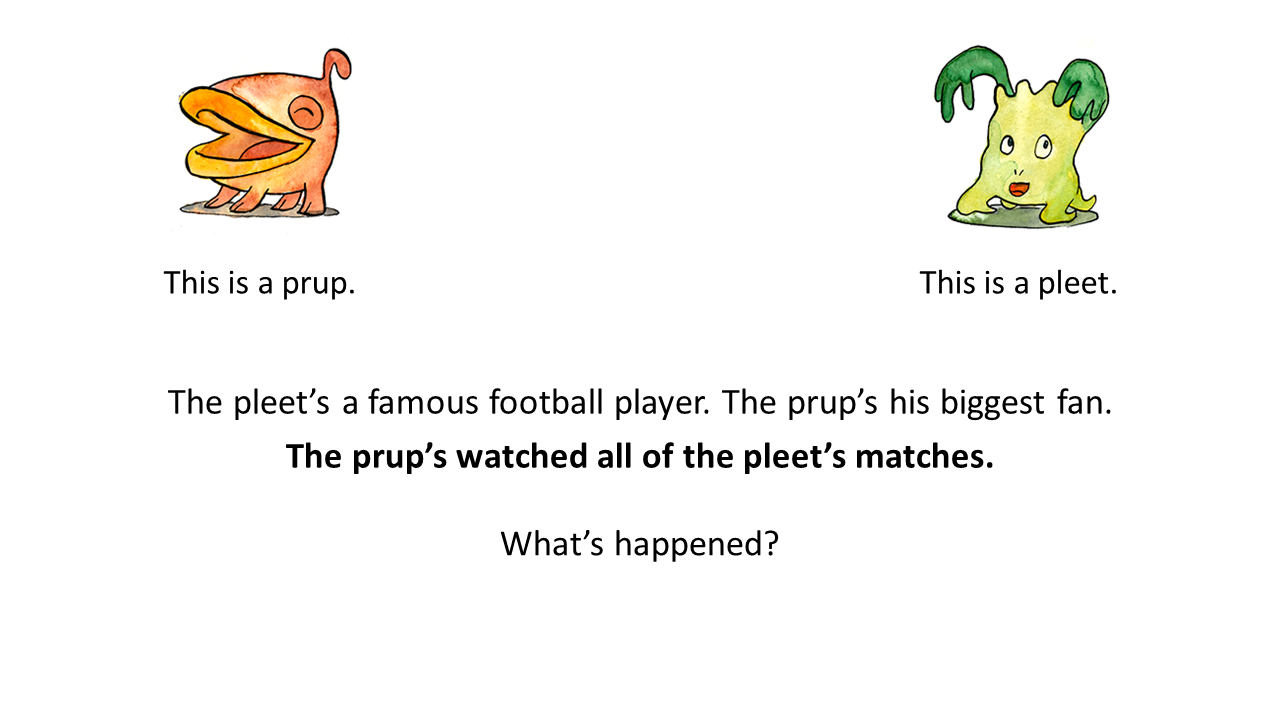 This is a prup.
This is a pleet.
The pleet’s a famous football player. The prup’s his biggest fan.
The prup’s watched all of the pleet’s matches.
What’s happened?